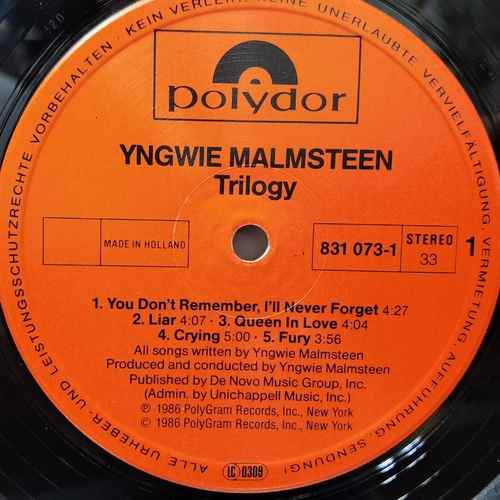 ALLE URHEBER- UND LEISTUNGSSCHUTZRECHTE VORBEHALTEN · KEIN VERLEIH, KEINE UNERLAUBTE VERVIELFÄLTIGUNG, VERMIETUNG, AUFFÜHRUNG, SENDUNG!
polydor
YNGWIE MALMSTEEN
Trilogy
MADE IN HOLLAND
831 073-1
STEREO
33
1
1. You Don't Remember, I'll Never Forget 4:27
2. Liar 4:07 · 3. Queen In Love 4:04
4. Crying 5:00 · 5. Fury 3:56
All songs written by Yngwie Malmsteen
Produced and conducted by Yngwie Malmsteen
Published by De Novo Music Group, Inc.
(Admin. by Unichappell Music, Inc.)
℗ 1986 PolyGram Records, Inc., New York
© 1986 PolyGram Records, Inc., New York
LC 0309